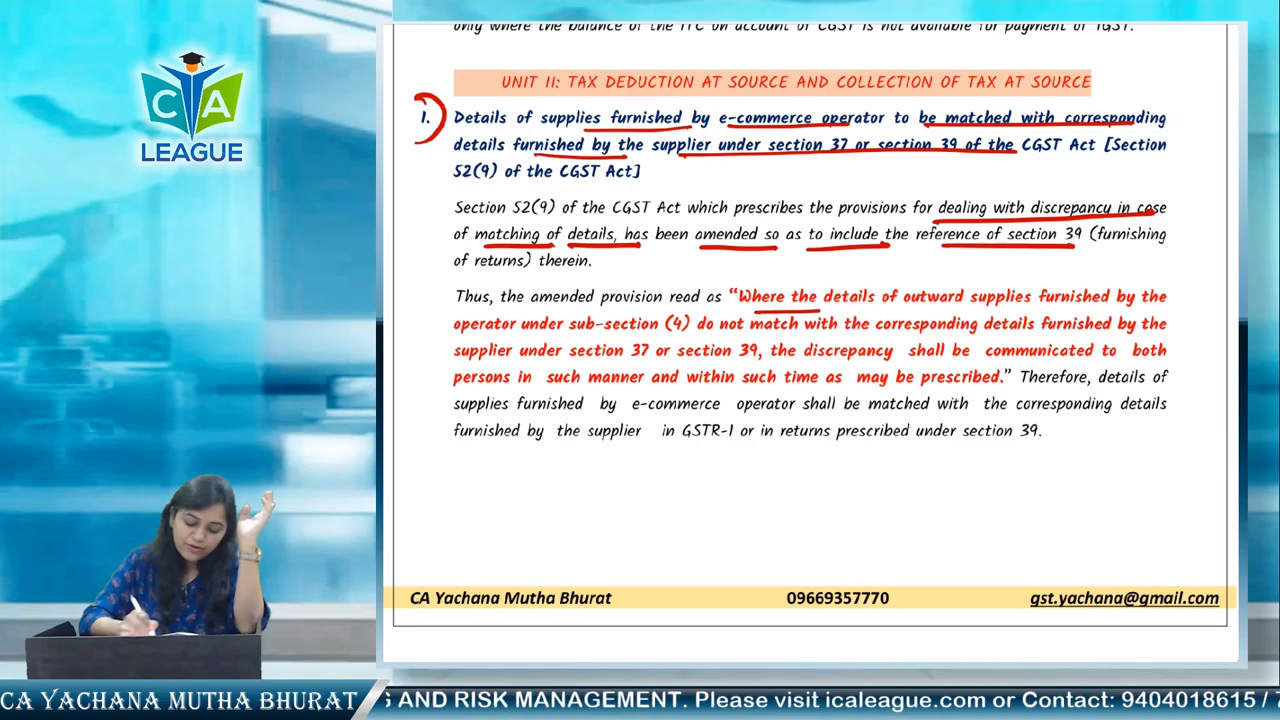 only where the balance of the ITC on account of CGST is not available for payment of IGST.
UNIT II: TAX DEDUCTION AT SOURCE AND COLLECTION OF TAX AT SOURCE
1. Details of supplies furnished by e-commerce operator to be matched with corresponding
details furnished by the supplier under section 37 or section 39 of the CGST Act [Section
52(9) of the CGST Act]
Section 52(9) of the CGST Act which prescribes the provisions for dealing with discrepancy in case
of matching of details, has been amended so as to include the reference of section 39 (furnishing
of returns) therein.
Thus, the amended provision read as “Where the details of outward supplies furnished by the
operator under sub-section (4) do not match with the corresponding details furnished by the
supplier under section 37 or section 39, the discrepancy shall be communicated to both
persons in such manner and within such time as may be prescribed.” Therefore, details of
supplies furnished by e-commerce operator shall be matched with the corresponding details
furnished by the supplier in GSTR-1 or in returns prescribed under section 39.
CA Yachana Mutha Bhurat 09669357770 gst.yachana@gmail.com
CA
LEAGUE
CA YACHANA MUTHA BHURAT
AND RISK MANAGEMENT. Please visit icaleague.com or Contact: 9404018615 /